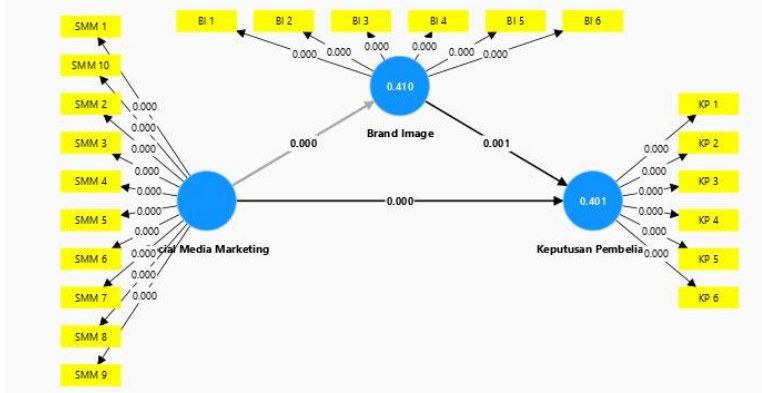 BI 1
BI 2
BI 3
BI 4
BI 5
BI 6
0.000
0.000
0.000
0.000
0.000
0.000
0.410
Brand Image
SMM 1
SMM 10
SMM 2
SMM 3
SMM 4
SMM 5
SMM 6
SMM 7
SMM 8
SMM 9
0.000
0.000
0.000
0.000
0.000
0.000
0.000
0.000
0.000
0.000
cial Media Marketing
0.000
0.001
0.000
0.401
Keputusan Pembelia
0.000
0.000
0.000
0.000
0.000
0.000
KP 1
KP 2
KP 3
KP 4
KP 5
KP 6